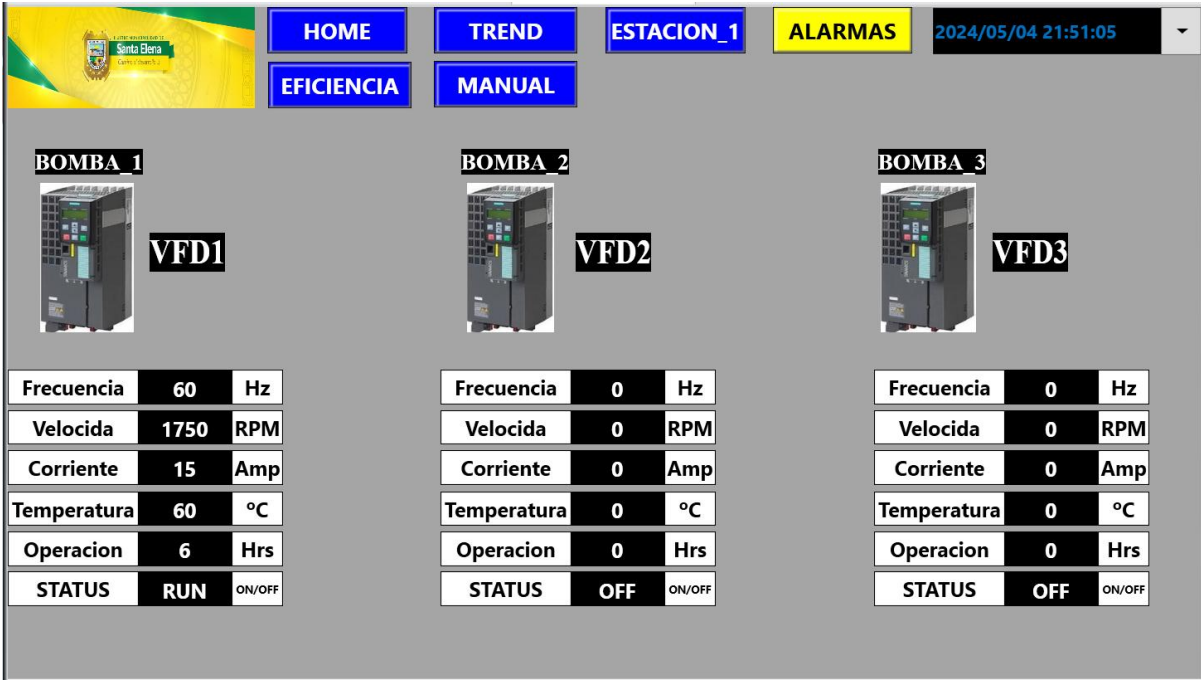 HOME TREND ESTACION_1 ALARMAS 2024/05/04 21:51:05
Santa Elena
EFICIENCIA MANUAL
BOMBA_1 BOMBA_2 BOMBA_3
VFD1 VFD2 VFD3
Frecuencia 60 Hz Frecuencia 0 Hz Frecuencia 0 Hz
Velocida 1750 RPM Velocida 0 RPM Velocida 0 RPM
Corriente 15 Amp Corriente 0 Amp Corriente 0 Amp
Temperatura 60 ºC Temperatura 0 ºC Temperatura 0 ºC
Operacion 6 Hrs Operacion 0 Hrs Operacion 0 Hrs
STATUS RUN ON/OFF STATUS OFF ON/OFF STATUS OFF ON/OFF